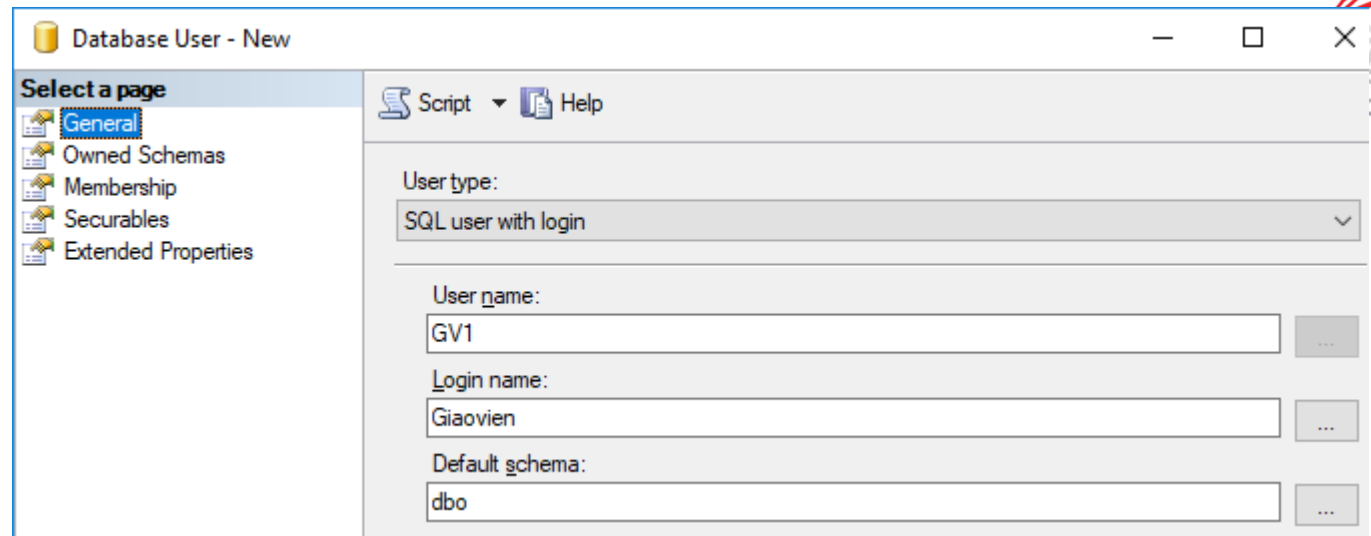 Database User - New
Select a page
General
Owned Schemas
Membership
Securables
Extended Properties
Script Help
User type:
SQL user with login
User name:
GV1
...
Login name:
Giaovien
...
Default schema:
dbo
...